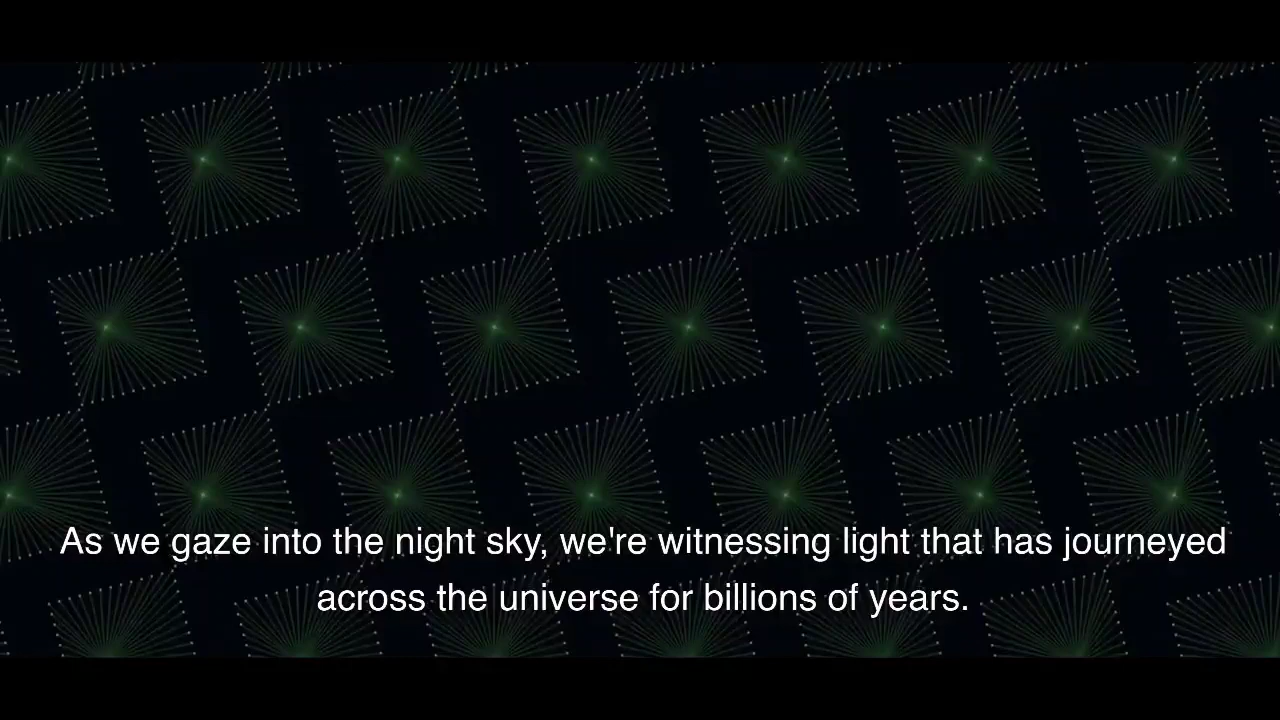 As we gaze into the night sky, we're witnessing light that has journeyed
across the universe for billions of years.